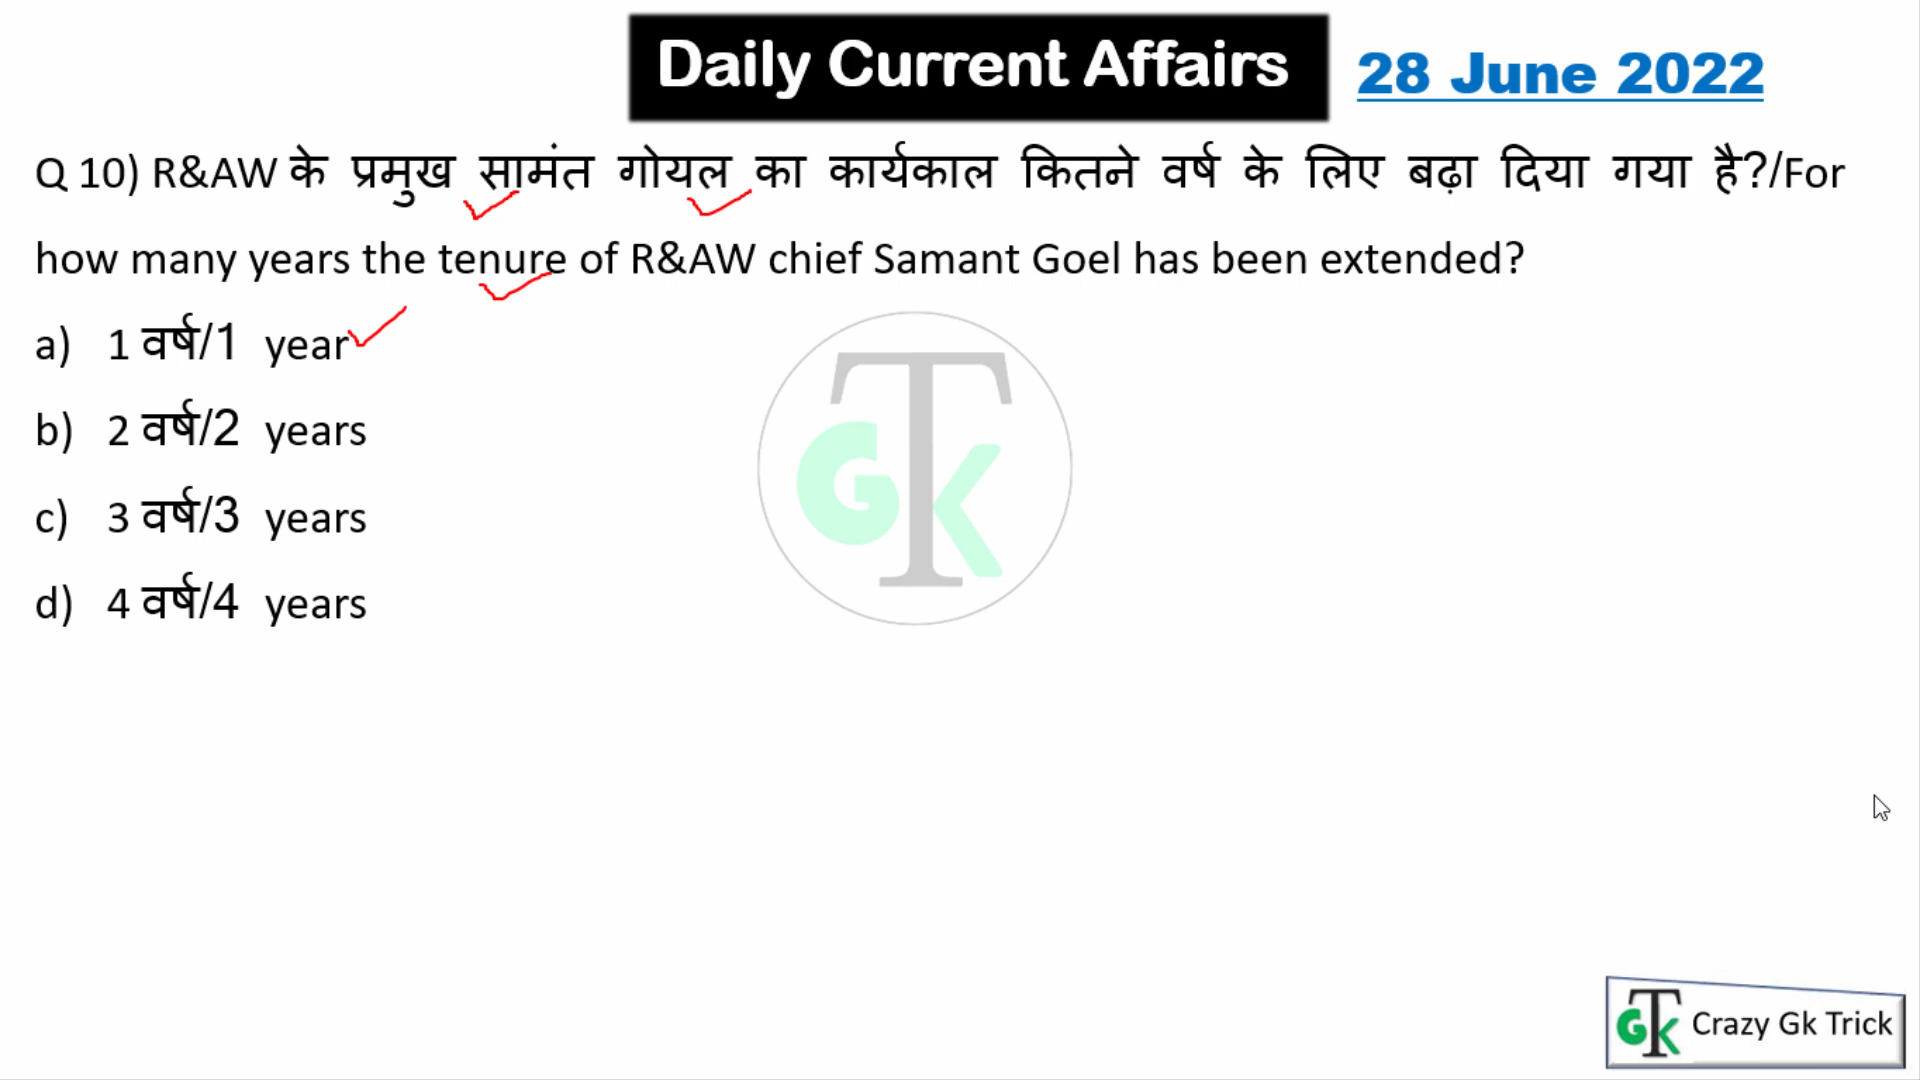 Daily Current Affairs 28 June 2022
Q 10) R&AW के प्रमुख सामंत गोयल का कार्यकाल कितने वर्ष के लिए बढ़ा दिया गया है?/For
how many years the tenure of R&AW chief Samant Goel has been extended?
a) 1 वर्ष/1 year
b) 2 वर्ष/2 years
c) 3 वर्ष/3 years
d) 4 वर्ष/4 years
GTK
GTK Crazy Gk Trick